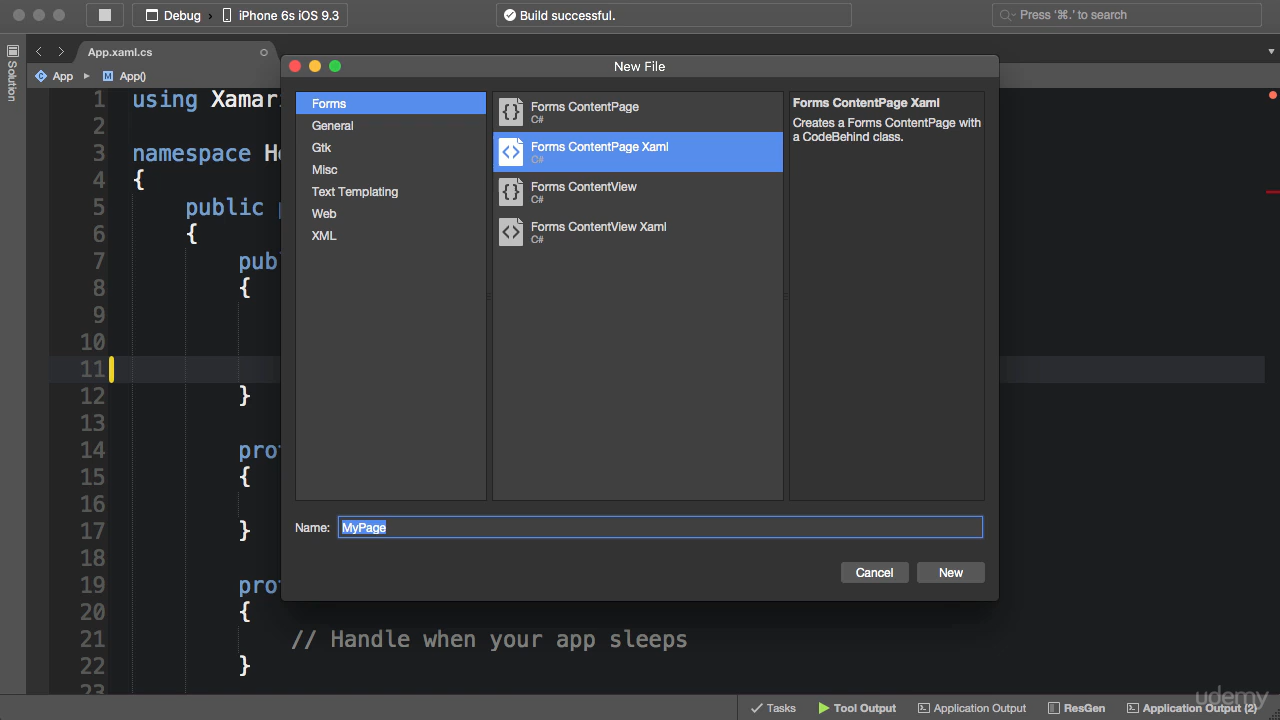 Debug › iPhone 6s iOS 9.3
Build successful.
Press '⌘.' to search
Solution
App.xaml.cs
App ▸ M App()
New File
Forms
General
Gtk
Misc
Text Templating
Web
XML
Forms ContentPage
C#
Forms ContentPage Xaml
C#
Forms ContentView
C#
Forms ContentView Xaml
C#
Forms ContentPage Xaml
Creates a Forms ContentPage with
a CodeBehind class.
Name: MyPage
Cancel New
1 using Xamar
2
3 namespace H
4 {
5 public
6 {
7 pub
8 {
9
10
11
12 }
13
14 pro
15 {
16
17 }
18
19 pro
20 {
21 // Handle when your app sleeps
22 }
23
Tasks Tool Output Application Output ResGen Application Output (2)
udemy